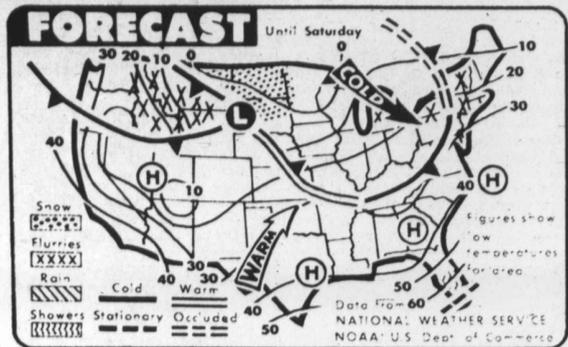 FORECAST
Until Saturday
30 20 10 0 0 10
20
30
COLD
L
40
H
10
40
H
H
Snow
Flurries
Rain
Showers
WARM
H
30
40 30
40
50
50
60
Cold
Warm
Stationary
Occluded
Figures show
low
temperatures
for area
Data From
NATIONAL WEATHER SERVICE
NOAA U.S. Dept of Commerce